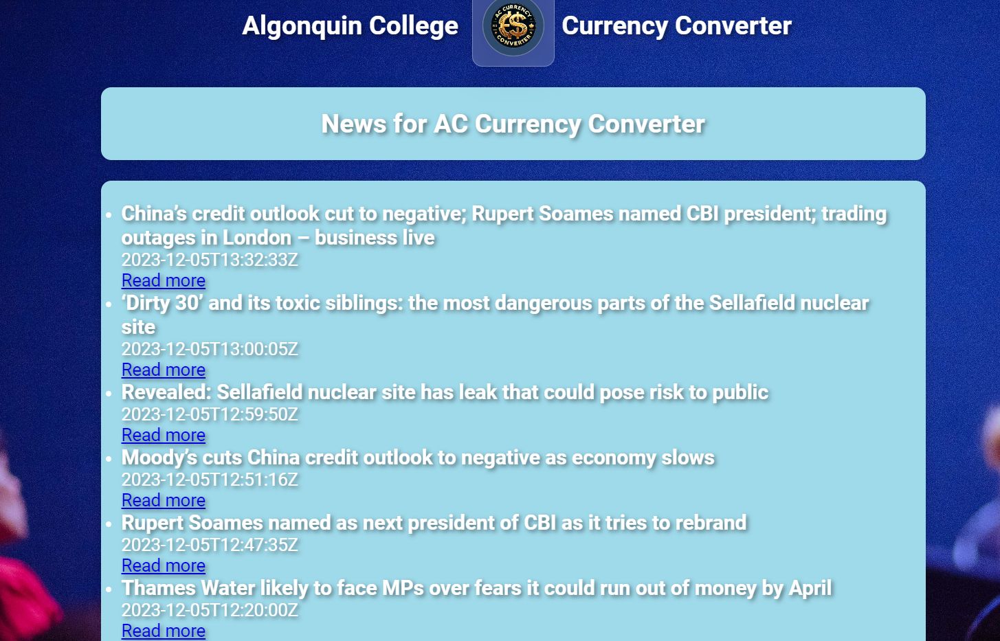 Algonquin College
AC CURRENCY
CONVERTER
Currency Converter
News for AC Currency Converter
China’s credit outlook cut to negative; Rupert Soames named CBI president; trading
outages in London – business live
2023-12-05T13:32:33Z
Read more
‘Dirty 30’ and its toxic siblings: the most dangerous parts of the Sellafield nuclear
site
2023-12-05T13:00:05Z
Read more
Revealed: Sellafield nuclear site has leak that could pose risk to public
2023-12-05T12:59:50Z
Read more
Moody’s cuts China credit outlook to negative as economy slows
2023-12-05T12:51:16Z
Read more
Rupert Soames named as next president of CBI as it tries to rebrand
2023-12-05T12:47:35Z
Read more
Thames Water likely to face MPs over fears it could run out of money by April
2023-12-05T12:20:00Z
Read more